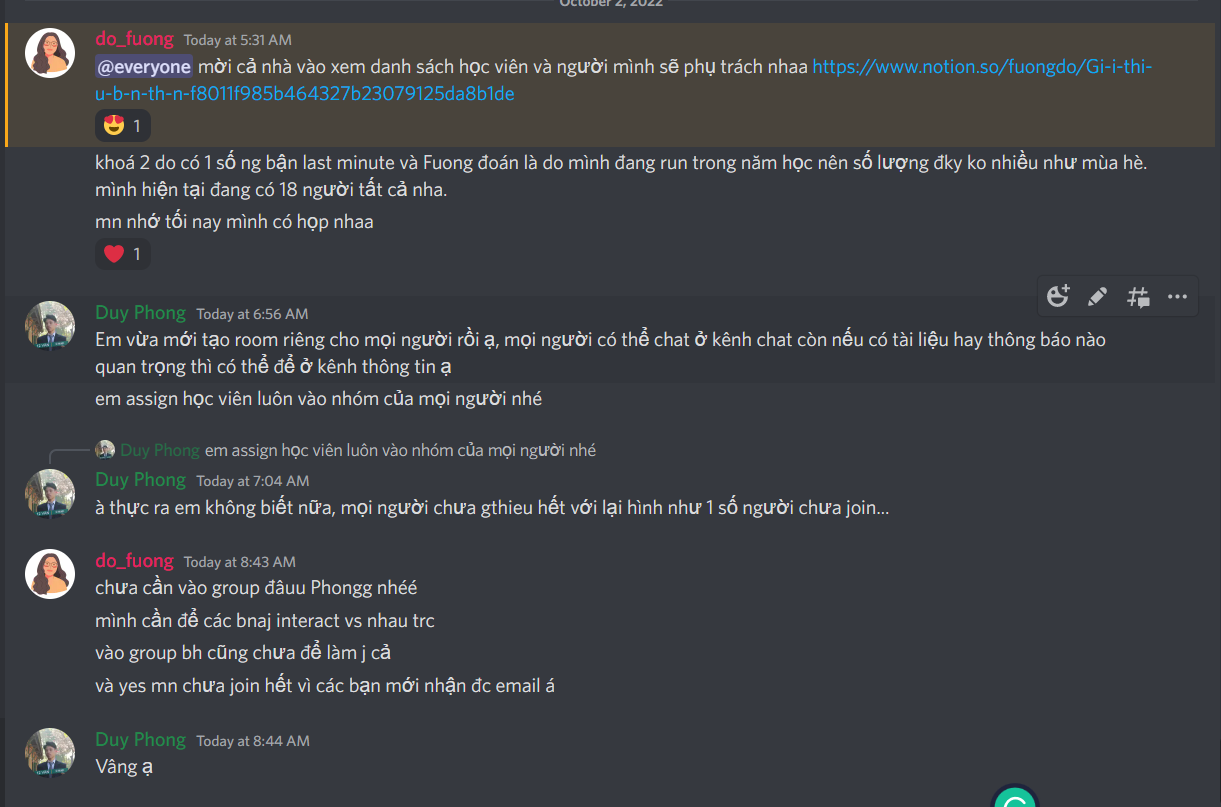 October 2, 2022
do_fuong Today at 5:31 AM
@everyone mời cả nhà vào xem danh sách học viên và người mình sẽ phụ trách nhaa https://www.notion.so/fuongdo/Gi-i-thi-
u-b-n-th-n-f8011f985b464327b23079125da8b1de
1
khoá 2 do có 1 số ng bận last minute và Fuong đoán là do mình đang run trong năm học nên số lượng đky ko nhiều như mùa hè.
mình hiện tại đang có 18 người tất cả nha.
mn nhớ tối nay mình có họp nhaa
1
Duy Phong Today at 6:56 AM
Em vừa mới tạo room riêng cho mọi người rồi ạ, mọi người có thể chat ở kênh chat còn nếu có tài liệu hay thông báo nào
quan trọng thì có thể để ở kênh thông tin ạ
em assign học viên luôn vào nhóm của mọi người nhé
Duy Phong em assign học viên luôn vào nhóm của mọi người nhé
Duy Phong Today at 7:04 AM
à thực ra em không biết nữa, mọi người chưa gthieu hết với lại hình như 1 số người chưa join...
do_fuong Today at 8:43 AM
chưa cần vào group đâuu Phongg nhéé
mình cần để các bnaj interact vs nhau trc
vào group bh cũng chưa để làm j cả
và yes mn chưa join hết vì các bạn mới nhận đc email á
Duy Phong Today at 8:44 AM
Vâng ạ